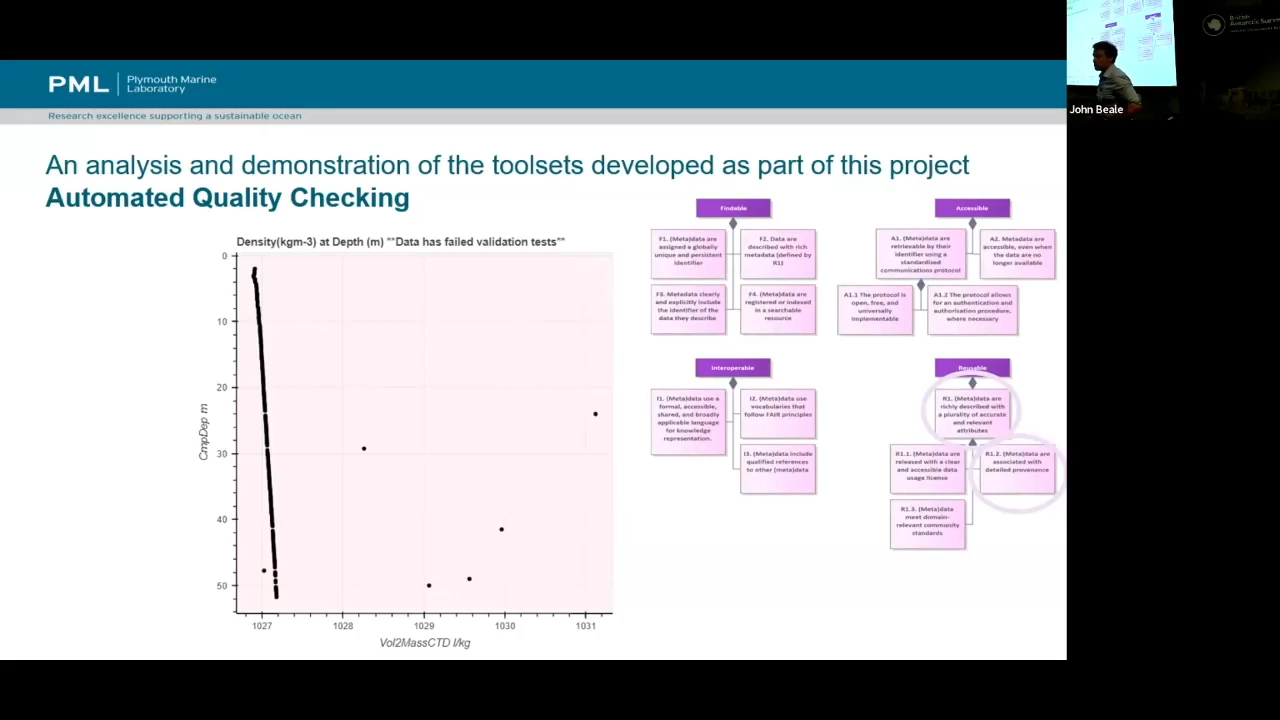 PML
Plymouth Marine
Laboratory
Research excellence supporting a sustainable ocean
An analysis and demonstration of the toolsets developed as part of this project
Automated Quality Checking
Density(kgm-3) at Depth (m) **Data has failed validation tests**
0
10
20
30
40
50
CmpDep m
1027
1028
1029
1030
1031
Vol2MassCTD l/kg
Findable
F1. (Meta)data are
assigned a globally
unique and persistent
identifier
F2. Data are
described with rich
metadata (defined by
R1)
F3. Metadata clearly
and explicitly include
the identifier of the
data they describe
F4. (Meta)data are
registered or indexed
in a searchable
resource
Accessible
A1. (Meta)data are
retrievable by their
identifier using a
standardised
communications protocol
A2. Metadata are
accessible, even when
the data are no
longer available
A1.1 The protocol is
open, free, and
universally
implementable
A1.2 The protocol allows
for an authentication and
authorisation procedure,
where necessary
Interoperable
I1. (Meta)data use a
formal, accessible,
shared, and broadly
applicable language
for knowledge
representation.
I2. (Meta)data use
vocabularies that
follow FAIR principles
I3. (Meta)data include
qualified references
to other (meta)data
Reusable
R1. (Meta)data are
richly described with
a plurality of accurate
and relevant
attributes
R1.1. (Meta)data are
released with a clear
and accessible data
usage license
R1.2. (Meta)data are
associated with
detailed provenance
R1.3. (Meta)data
meet domain-
relevant community
standards
John Beale
British
Antarctic Surv